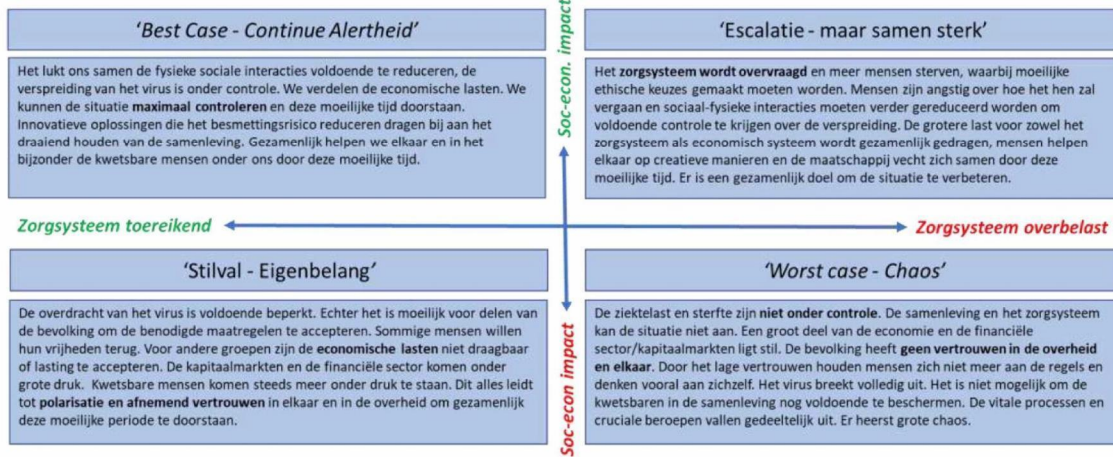 ‘Best Case - Continue Alertheid’
Het lukt ons samen de fysieke sociale interacties voldoende te reduceren, de
verspreiding van het virus is onder controle. We verdelen de economische lasten. We
kunnen de situatie maximaal controleren en deze moeilijke tijd doorstaan.
Innovatieve oplossingen die het besmettingsrisico reduceren dragen bij aan het
draaiend houden van de samenleving. Gezamenlijk helpen we elkaar en in het
bijzonder de kwetsbare mensen onder ons door deze moeilijke tijd.
Soc-econ. impact
‘Escalatie - maar samen sterk’
Het zorgsysteem wordt overvraagd en meer mensen sterven, waarbij moeilijke
ethische keuzes gemaakt moeten worden. Mensen zijn angstig over hoe het hen zal
vergaan en sociaal-fysieke interacties moeten verder gereduceerd worden om
voldoende controle te krijgen over de verspreiding. De grotere last voor zowel het
zorgsysteem als economisch systeem wordt gezamenlijk gedragen, mensen helpen
elkaar op creatieve manieren en de maatschappij vecht zich samen door deze
moeilijke tijd. Er is een gezamenlijk doel om de situatie te verbeteren.
Zorgsysteem toereikend
Zorgsysteem overbelast
‘Stilval - Eigenbelang’
De overdracht van het virus is voldoende beperkt. Echter het is moeilijk voor delen van
de bevolking om de benodigde maatregelen te accepteren. Sommige mensen willen
hun vrijheden terug. Voor andere groepen zijn de economische lasten niet draagbaar
of lasting te accepteren. De kapitaalmarkten en de financiële sector komen onder
grote druk. Kwetsbare mensen komen steeds meer onder druk te staan. Dit alles leidt
tot polarisatie en afnemend vertrouwen in elkaar en in de overheid om gezamenlijk
deze moeilijke periode te doorstaan.
Soc-econ impact
‘Worst case - Chaos’
De ziektelast en sterfte zijn niet onder controle. De samenleving en het zorgsysteem
kan de situatie niet aan. Een groot deel van de economie en de financiële
sector/kapitaalmarkten ligt stil. De bevolking heeft geen vertrouwen in de overheid
en elkaar. Door het lage vertrouwen houden mensen zich niet meer aan de regels en
denken vooral aan zichzelf. Het virus breekt volledig uit. Het is niet mogelijk om de
kwetsbaren in de samenleving nog voldoende te beschermen. De vitale processen en
cruciale beroepen vallen gedeeltelijk uit. Er heerst grote chaos.